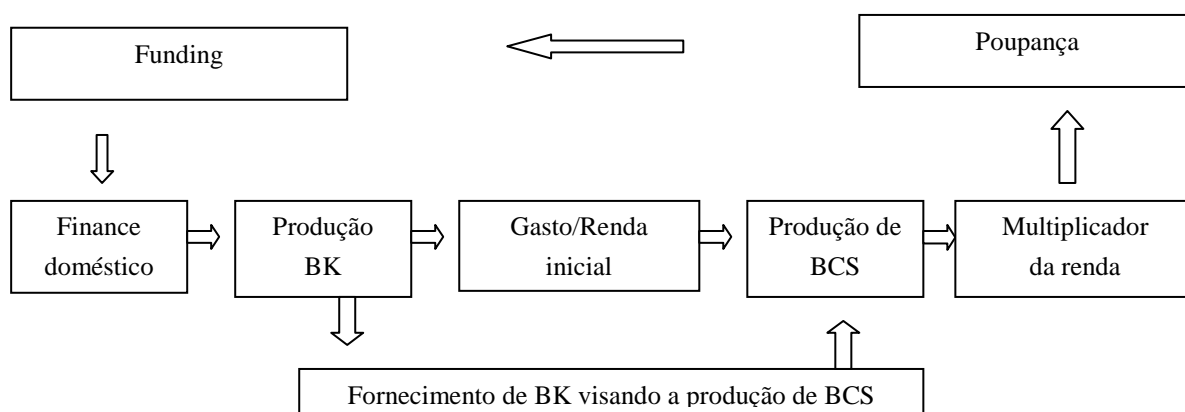 Funding
Poupança
Finance
doméstico
Produção
BK
Gasto/Renda
inicial
Produção de
BCS
Multiplicador
da renda
Fornecimento de BK visando a produção de BCS